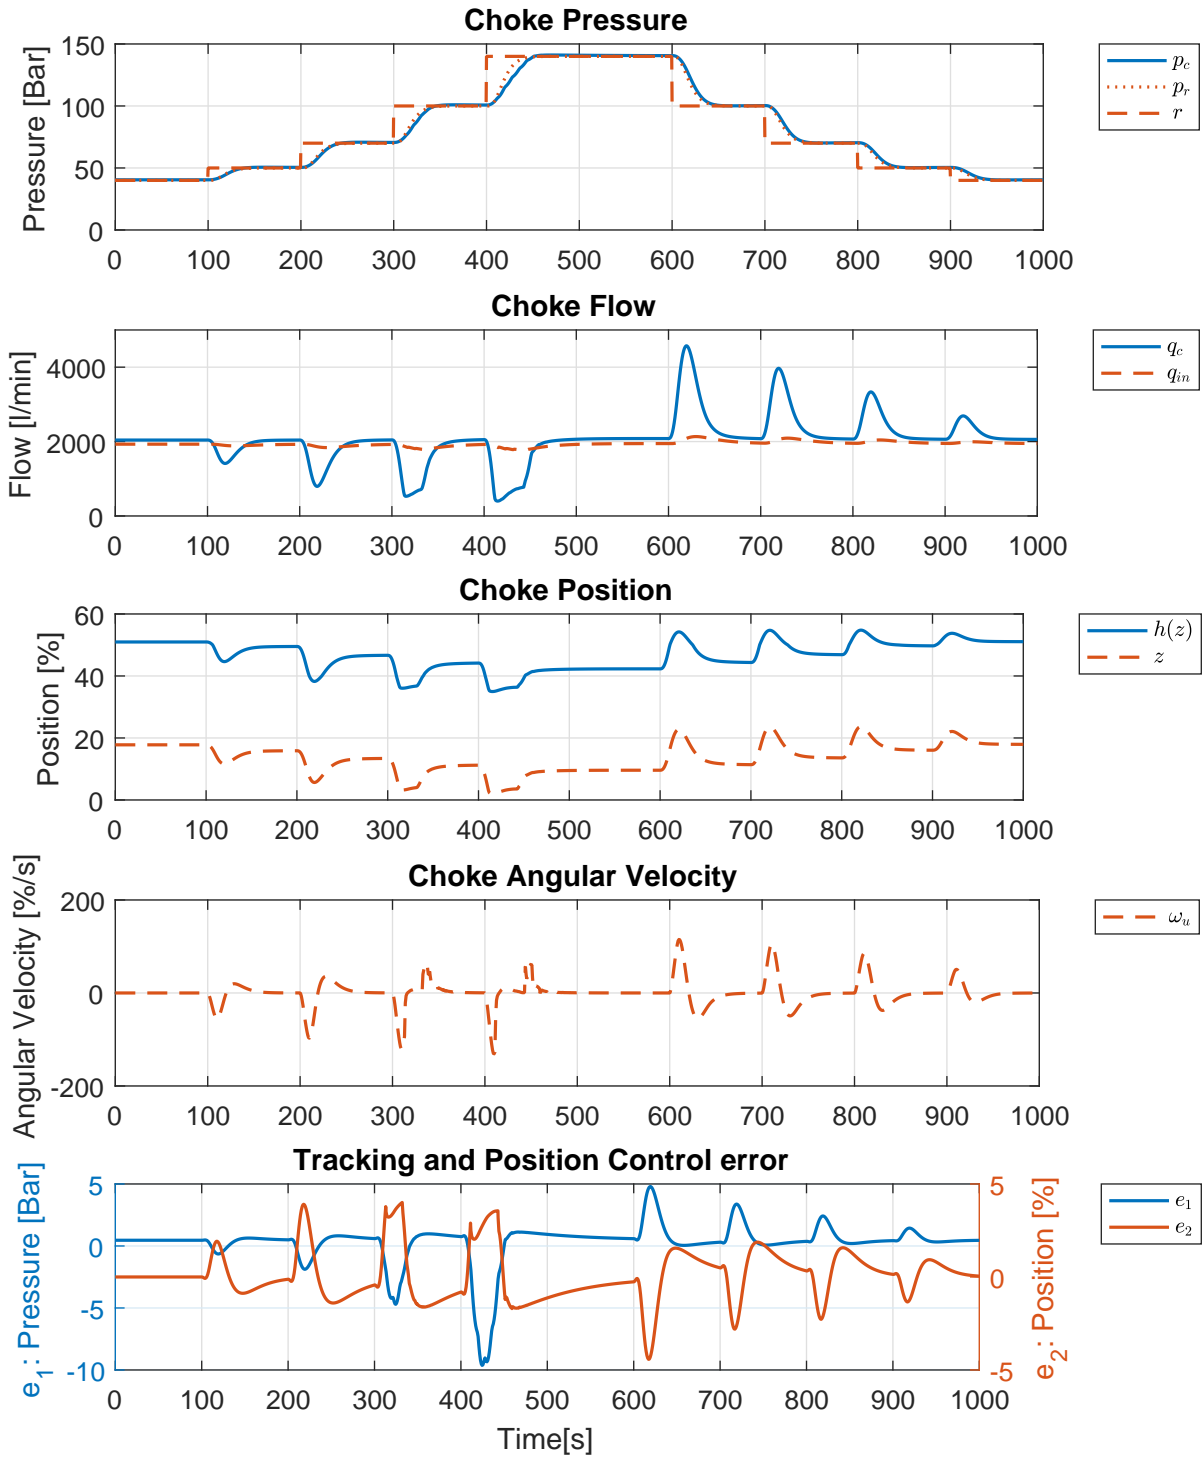 Choke Pressure
Pressure [Bar]
150
100
50
0
0 100 200 300 400 500 600 700 800 900 1000
p_c
p_r
r
Choke Flow
Flow [l/min]
4000
2000
0
0 100 200 300 400 500 600 700 800 900 1000
q_c
q_in
Choke Position
Position [%]
60
40
20
0
0 100 200 300 400 500 600 700 800 900 1000
h(z)
z
Choke Angular Velocity
Angular Velocity [%/s]
200
0
-200
0 100 200 300 400 500 600 700 800 900 1000
ω_u
Tracking and Position Control error
e_1: Pressure [Bar]
5
0
-5
-10
5
0
-5
e_2: Position [%]
0 100 200 300 400 500 600 700 800 900 1000
Time[s]
e_1
e_2